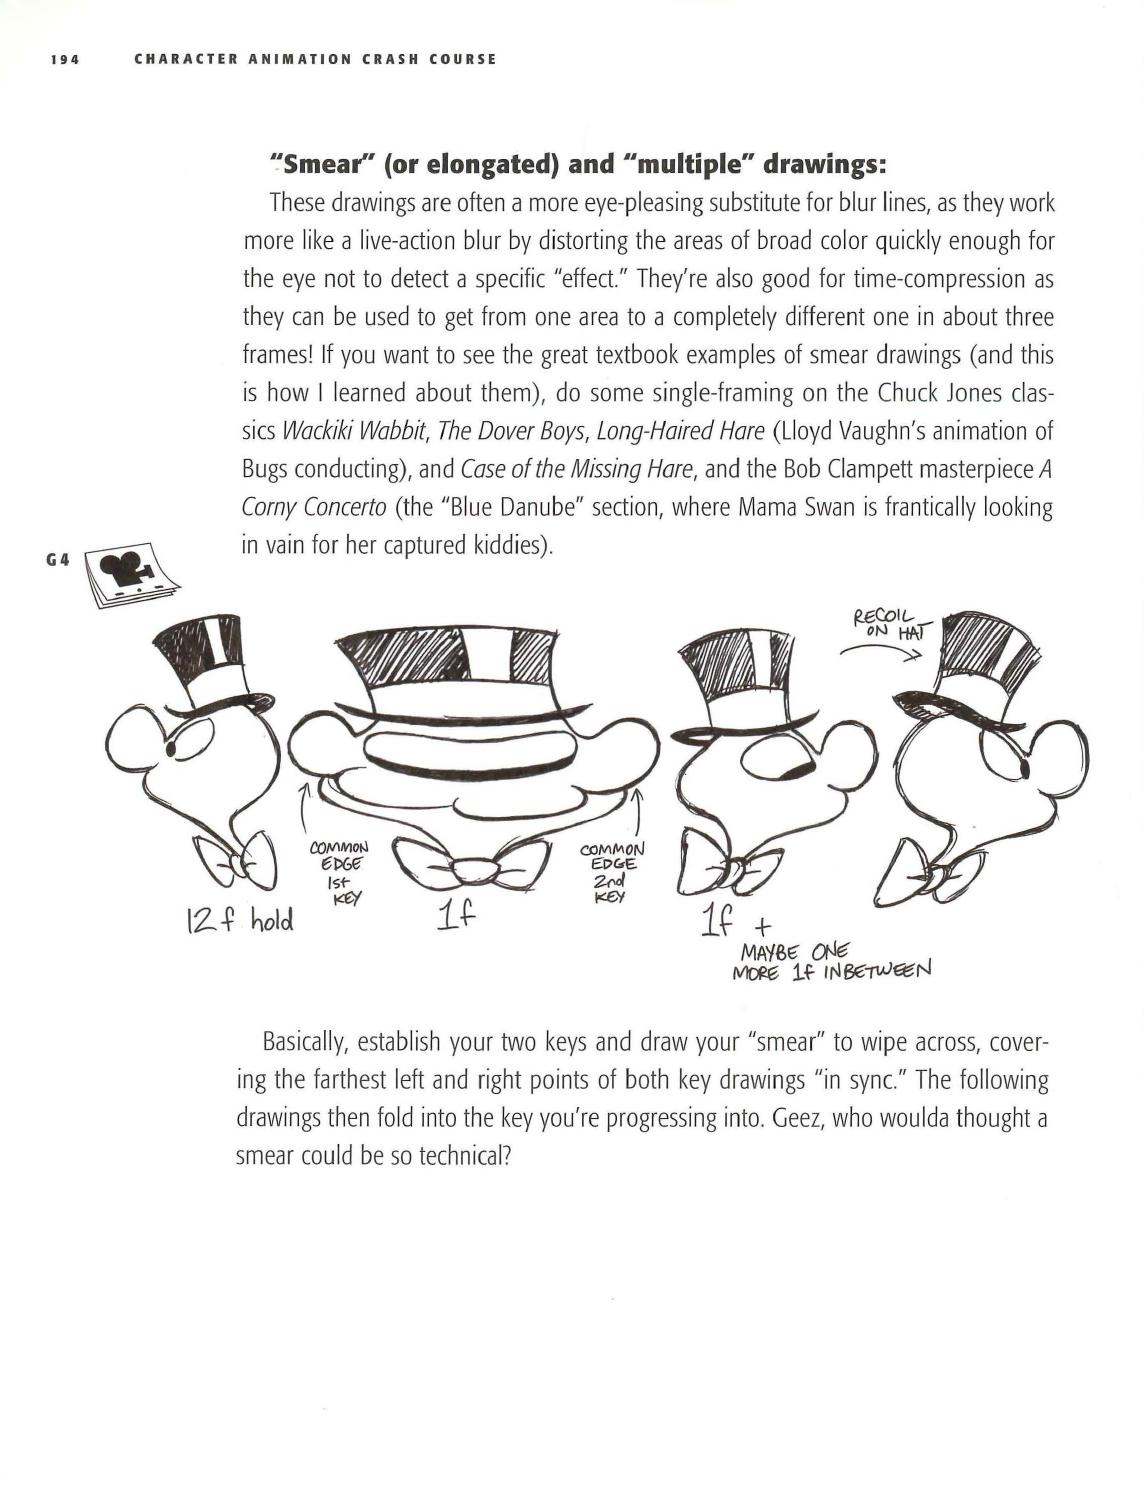 194 CHARACTER ANIMATION CRASH COURSE
“Smear” (or elongated) and “multiple” drawings:
These drawings are often a more eye-pleasing substitute for blur lines, as they work
more like a live-action blur by distorting the areas of broad color quickly enough for
the eye not to detect a specific “effect.” They’re also good for time-compression as
they can be used to get from one area to a completely different one in about three
frames! If you want to see the great textbook examples of smear drawings (and this
is how I learned about them), do some single-framing on the Chuck Jones clas-
sics Wackiki Wabbit, The Dover Boys, Long-Haired Hare (Lloyd Vaughn’s animation of
Bugs conducting), and Case of the Missing Hare, and the Bob Clampett masterpiece A
Corny Concerto (the “Blue Danube” section, where Mama Swan is frantically looking
in vain for her captured kiddies).
G4
RECOIL
ON HAT
COMMON
EDGE
1st
KEY
COMMON
EDGE
2nd
KEY
12f hold
1f
1f +
MAYBE ONE
MORE 1f INBETWEEN
Basically, establish your two keys and draw your “smear” to wipe across, cover-
ing the farthest left and right points of both key drawings “in sync.” The following
drawings then fold into the key you’re progressing into. Geez, who woulda thought a
smear could be so technical?